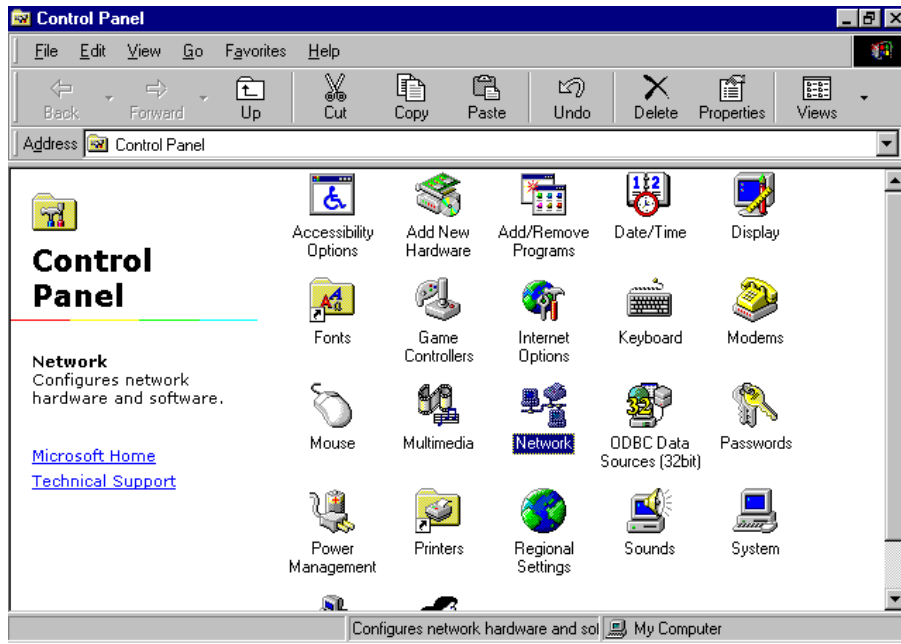 Control Panel
File Edit View Go Favorites Help
Back Forward Up Cut Copy Paste Undo Delete Properties Views
Address Control Panel
Control
Panel
Network
Configures network
hardware and software.
Microsoft Home
Technical Support
Accessibility
Options
Add New
Hardware
Add/Remove
Programs
Date/Time
Display
Fonts
Game
Controllers
Internet
Options
Keyboard
Modems
Mouse
Multimedia
Network
ODBC Data
Sources (32bit)
Passwords
Power
Management
Printers
Regional
Settings
Sounds
System
Configures network hardware and so
My Computer